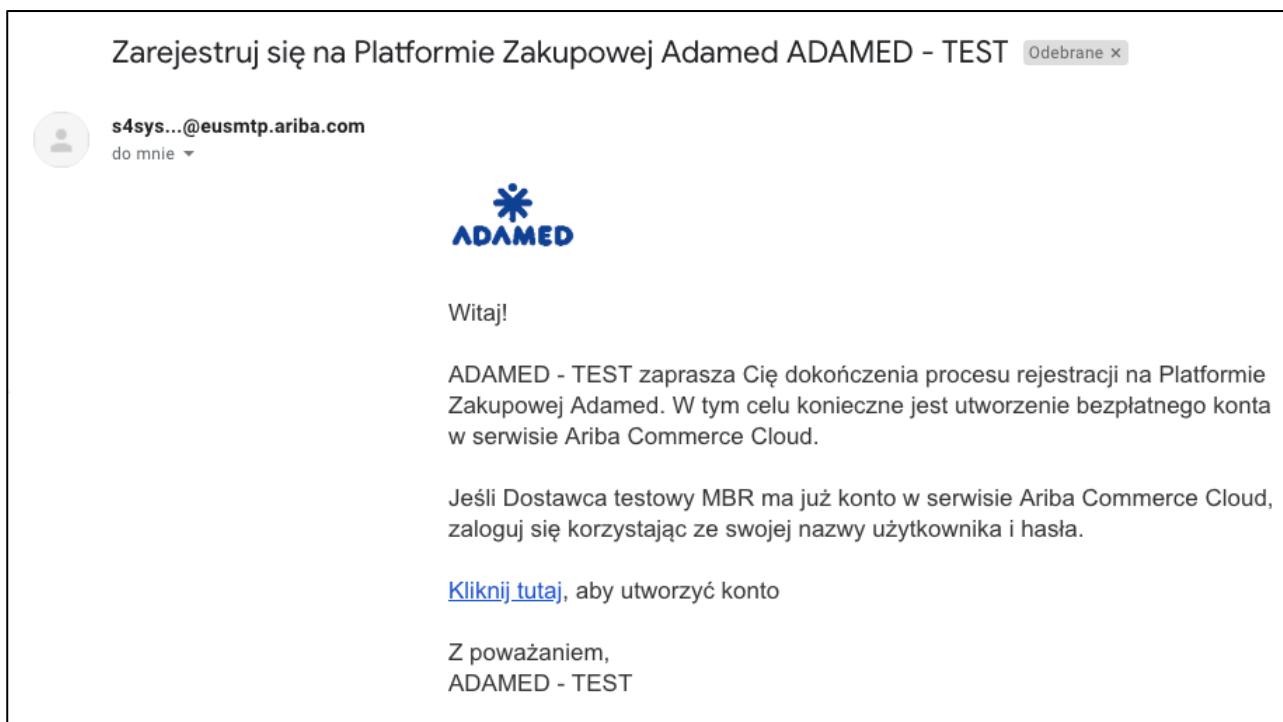 Zarejestruj się na Platformie Zakupowej Adamed ADAMED - TEST Odebrane ×
s4sys...@eusmtp.ariba.com
do mnie
ADAMED
Witaj!
ADAMED - TEST zaprasza Cię dokończenia procesu rejestracji na Platformie
Zakupowej Adamed. W tym celu konieczne jest utworzenie bezpłatnego konta
w serwisie Ariba Commerce Cloud.
Jeśli Dostawca testowy MBR ma już konto w serwisie Ariba Commerce Cloud,
zaloguj się korzystając ze swojej nazwy użytkownika i hasła.
Kliknij tutaj, aby utworzyć konto
Z poważaniem,
ADAMED - TEST